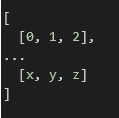 [
  [0, 1, 2],
...
  [x, y, z]
]